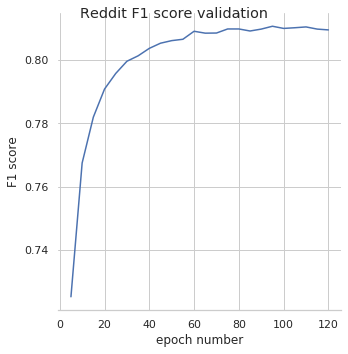 Reddit F1 score validation
F1 score
0.80
0.78
0.76
0.74
0 20 40 60 80 100 120
epoch number